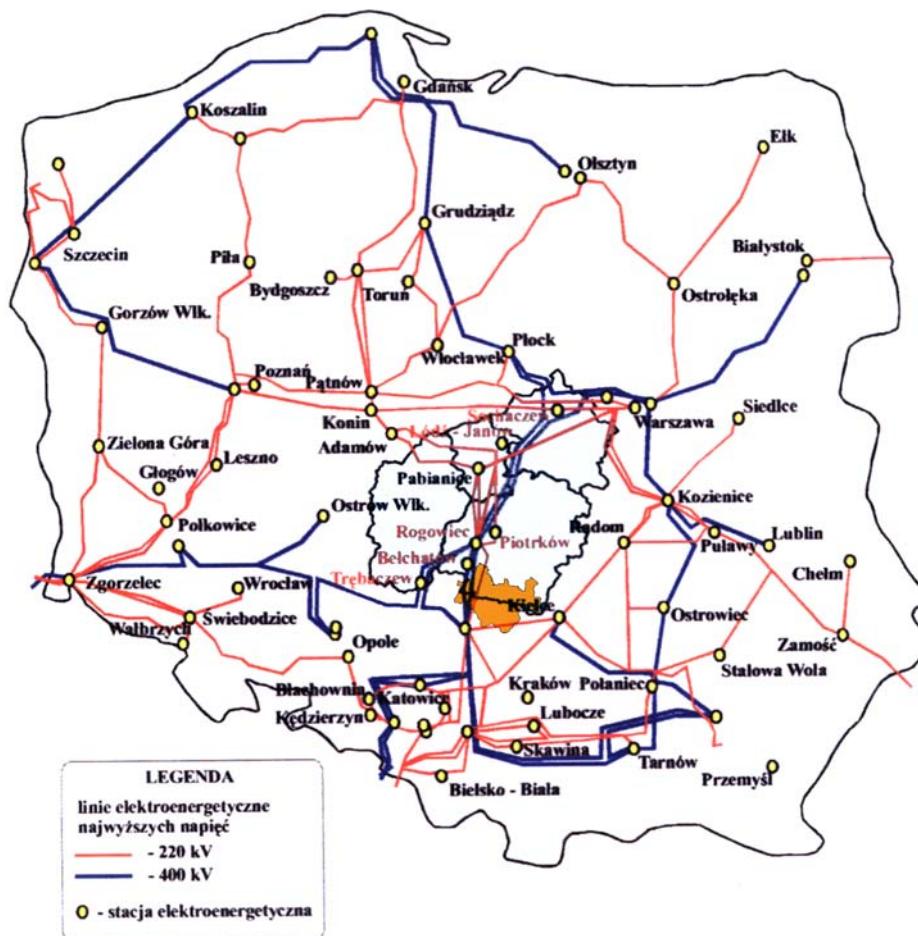 Gdańsk
Koszalin
Ełk
Olsztyn
Grudziądz
Szczecin
Piła
Białystok
Bydgoszcz
Toruń
Ostrołęka
Gorzów Wlk.
Włocławek
Płock
Poznań
Pątnów
Sochaczew
Warszawa
Siedlce
Konin
Łódź - Janów
Adamów
Zielona Góra
Leszno
Głogów
Pabianice
Kozienice
Ostrów Wlk.
Połkowice
Rogowiec
Piotrków
Radom
Puławy
Lublin
Bełchatów
Chełm
Zgorzelec
Wrocław
Trębaczew
Kielce
Ostrowiec
Świebodzice
Wałbrzych
Zamość
Opole
Stalowa Wola
Blachownia
Katowice
Kraków
Połaniec
Kędzierzyn
Lubocze
Skawina
Tarnów
Przemyśl
Bielsko - Biała
LEGENDA
linie elektroenergetyczne
najwyższych napięć
- 220 kV
- 400 kV
- stacja elektroenergetyczna